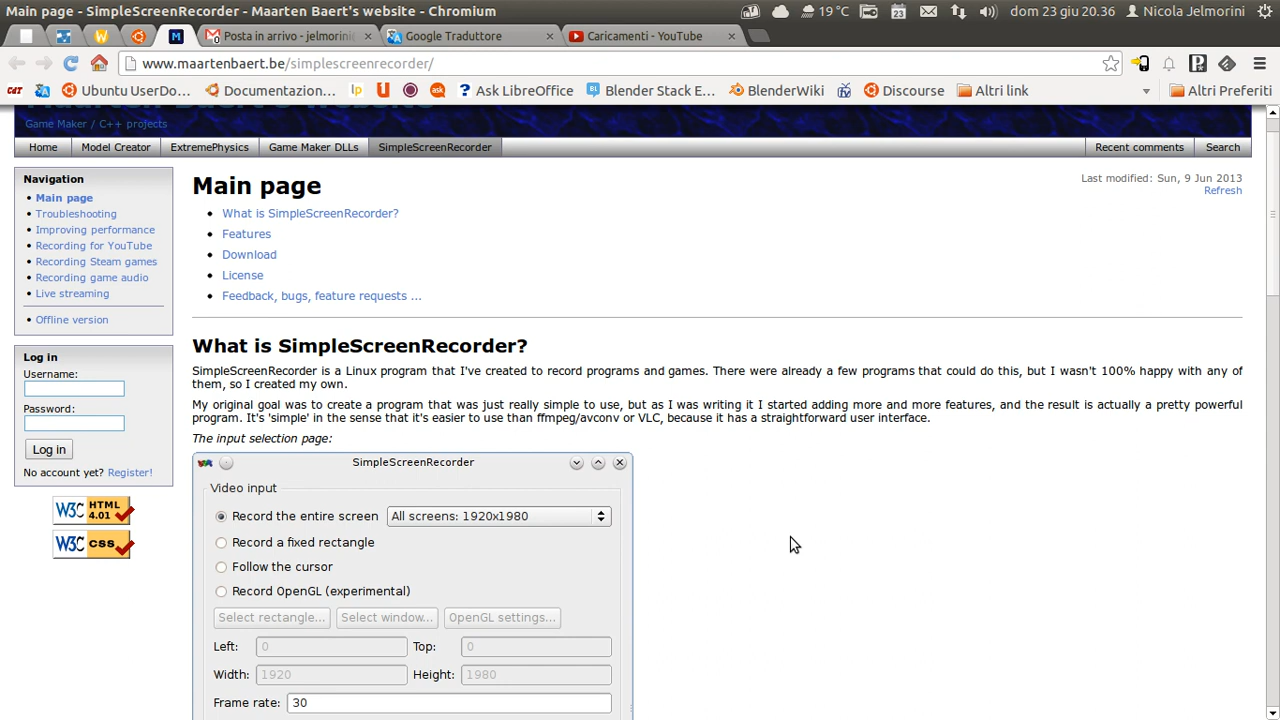 Main page - SimpleScreenRecorder - Maarten Baert's website - Chromium
19 °C
23
dom 23 giu 20.36
Nicola Jelmorini
Posta in arrivo - jelmorini
Google Traduttore
Caricamenti - YouTube
www.maartenbaert.be/simplescreenrecorder/
CAT
Ubuntu UserDo...
Documentazion...
lp
U
ask
? Ask LibreOffice
Blender Stack E...
BlenderWiki
Discourse
Altri link
Altri Preferiti
Game Maker / C++ projects
Home
Model Creator
ExtremePhysics
Game Maker DLLs
SimpleScreenRecorder
Recent comments
Search
Navigation
Main page
Troubleshooting
Improving performance
Recording for YouTube
Recording Steam games
Recording game audio
Live streaming
Offline version
Log in
Username:
Password:
Log in
No account yet? Register!
W3C HTML 4.01
W3C css
Main page
Last modified: Sun, 9 Jun 2013
Refresh
What is SimpleScreenRecorder?
Features
Download
License
Feedback, bugs, feature requests ...
What is SimpleScreenRecorder?
SimpleScreenRecorder is a Linux program that I've created to record programs and games. There were already a few programs that could do this, but I wasn't 100% happy with any of
them, so I created my own.
My original goal was to create a program that was just really simple to use, but as I was writing it I started adding more and more features, and the result is actually a pretty powerful
program. It's 'simple' in the sense that it's easier to use than ffmpeg/avconv or VLC, because it has a straightforward user interface.
The input selection page:
SimpleScreenRecorder
Video input
Record the entire screen
All screens: 1920x1980
Record a fixed rectangle
Follow the cursor
Record OpenGL (experimental)
Select rectangle...
Select window...
OpenGL settings...
Left: 0
Top: 0
Width: 1920
Height: 1980
Frame rate: 30